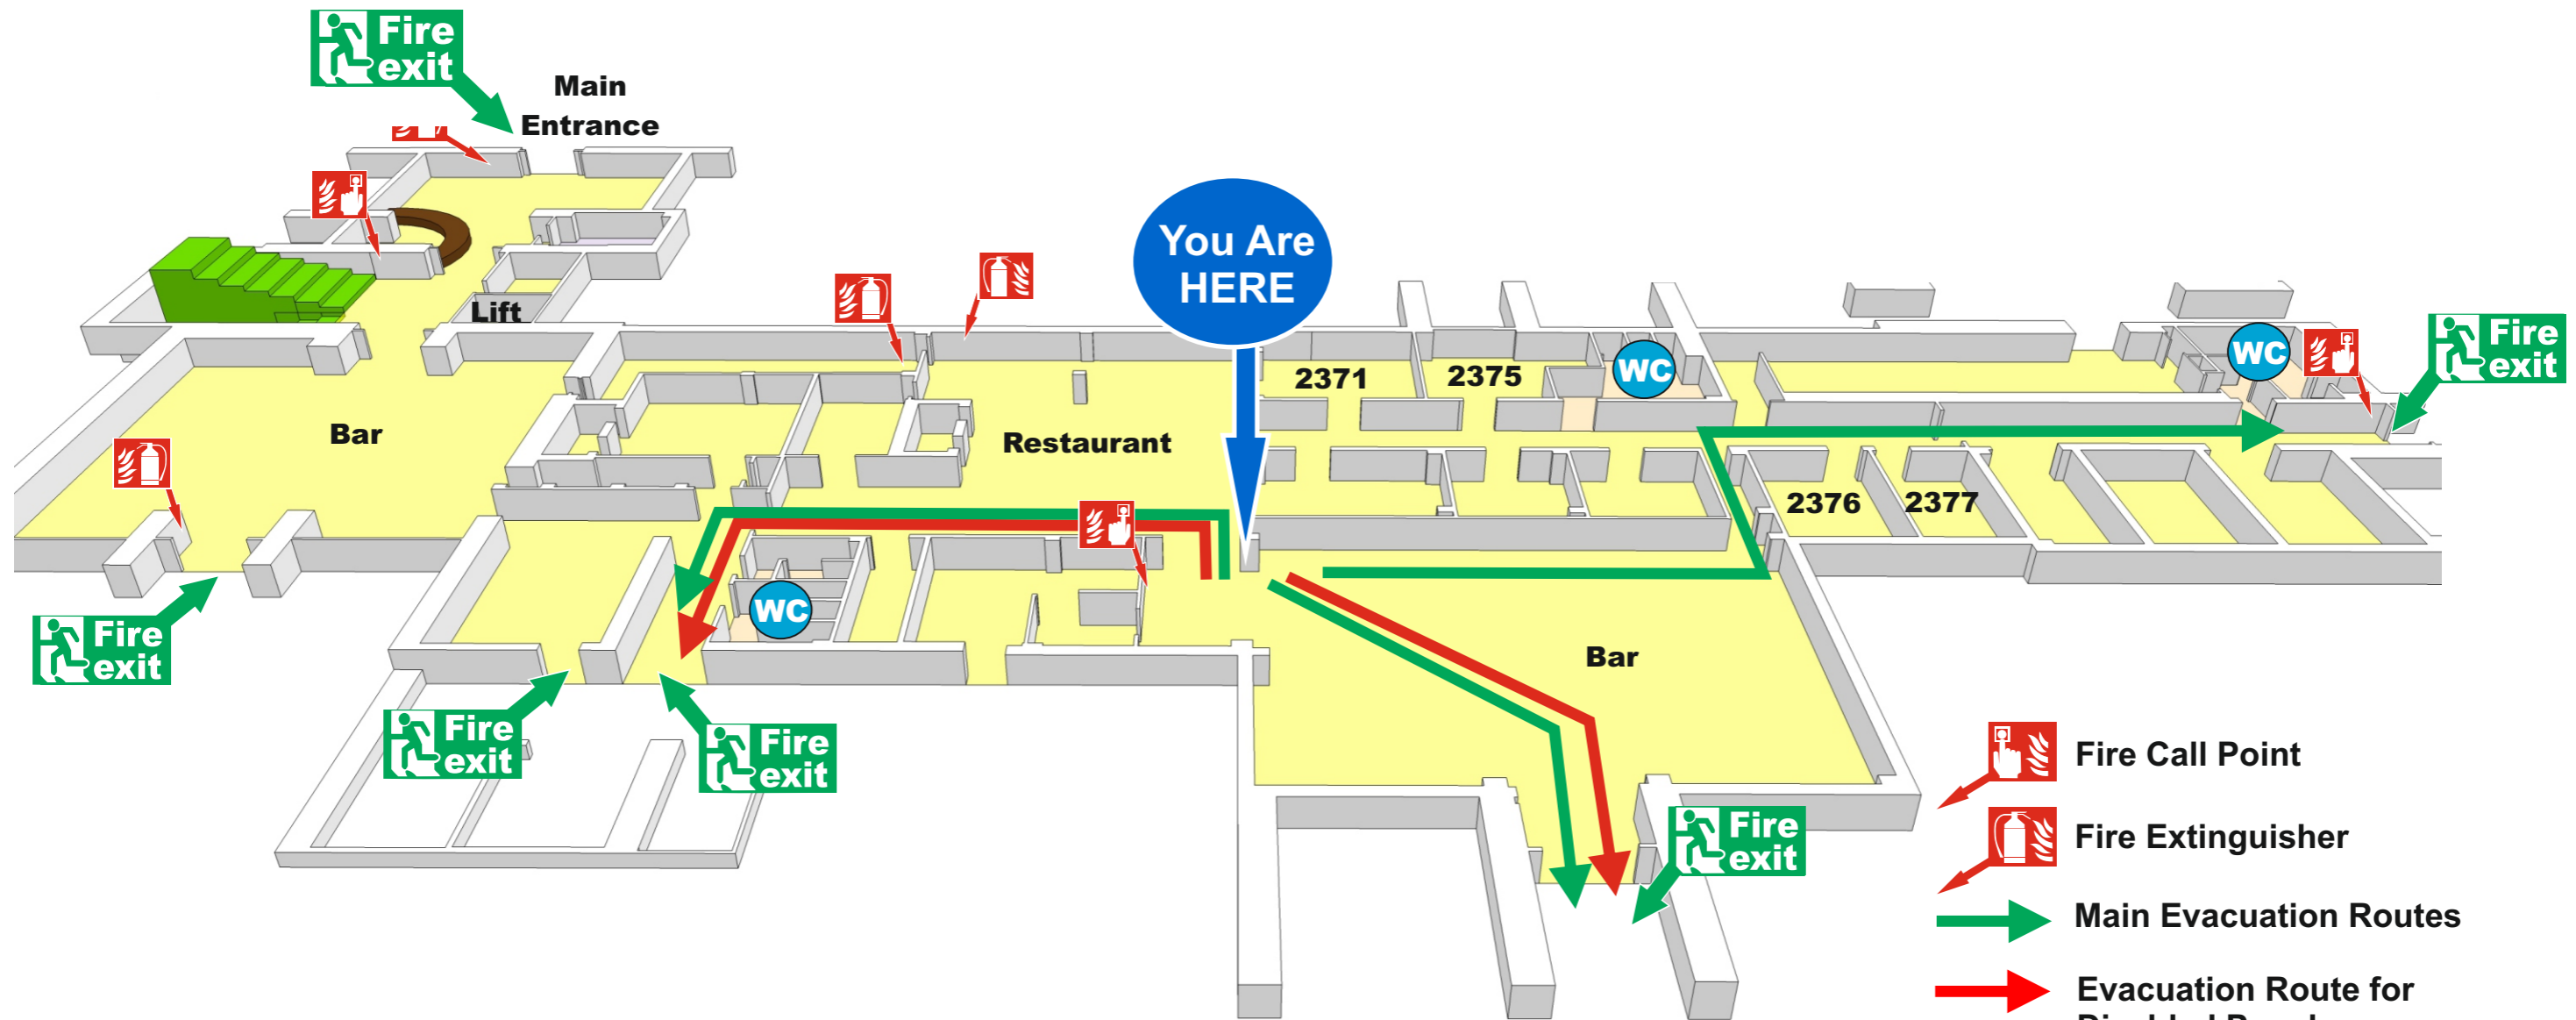 Fire
exit
Main
Entrance
You Are
HERE
Lift
Fire
exit
WC
WC
2371
2375
Bar
Restaurant
2376
2377
WC
Fire
exit
Bar
Fire
exit
Fire
exit
Fire
exit
Fire Call Point
Fire Extinguisher
Main Evacuation Routes
Evacuation Route for